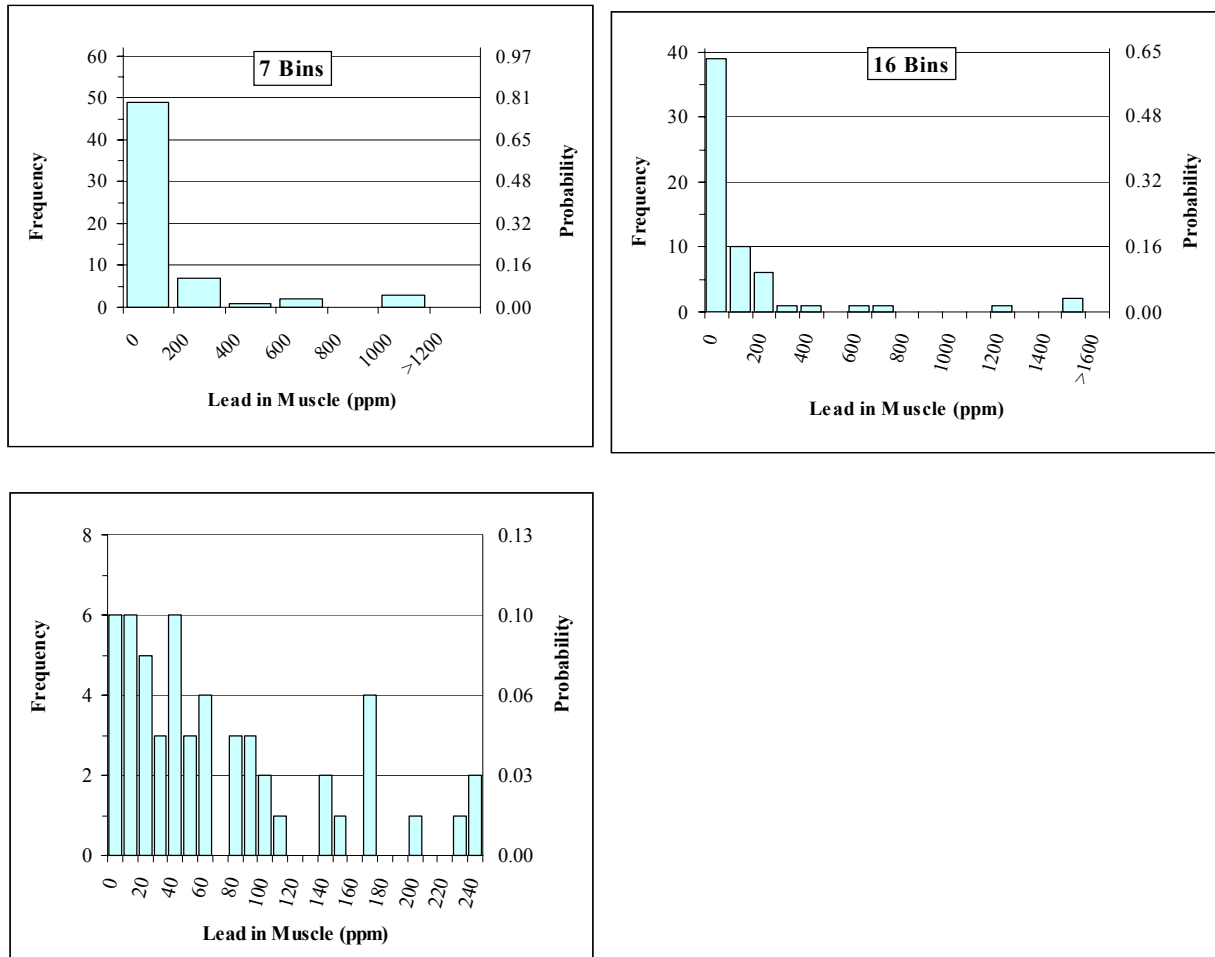 7 Bins
60
50
40
30
20
10
0
Frequency
0.97
0.81
0.65
0.48
0.32
0.16
0.00
Probability
0 200 400 600 800 1000 >1200
Lead in Muscle (ppm)
16 Bins
40
30
20
10
0
Frequency
0.65
0.48
0.32
0.16
0.00
Probability
0 200 400 600 800 1000 1200 1400 >1600
Lead in Muscle (ppm)
8
6
4
2
0
Frequency
0.13
0.10
0.06
0.03
0.00
Probability
0 20 40 60 80 100 120 140 160 180 200 220 240
Lead in Muscle (ppm)